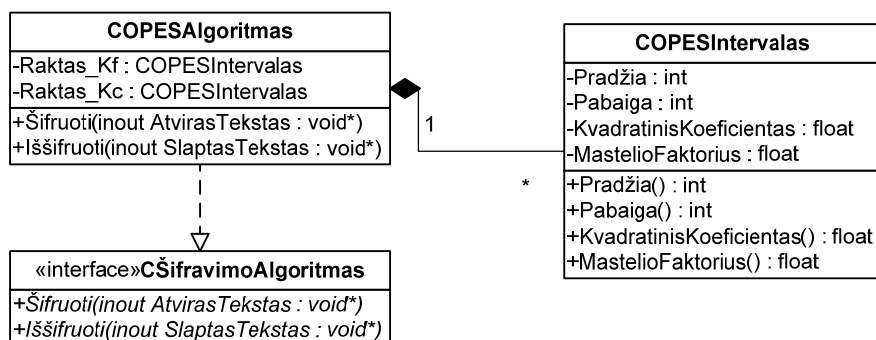 COPESAlgoritmas
-Raktas_Kf : COPESIntervalas
-Raktas_Kc : COPESIntervalas
+Šifruoti(inout AtvirasTekstas : void*)
+Iššifruoti(inout SlaptasTekstas : void*)
1
*
COPESIntervalas
-Pradžia : int
-Pabaiga : int
-KvadratinisKoeficientas : float
-MastelioFaktorius : float
+Pradžia() : int
+Pabaiga() : int
+KvadratinisKoeficientas() : float
+MastelioFaktorius() : float
«interface»CŠifravimoAlgoritmas
+Šifruoti(inout AtvirasTekstas : void*)
+Iššifruoti(inout SlaptasTekstas : void*)